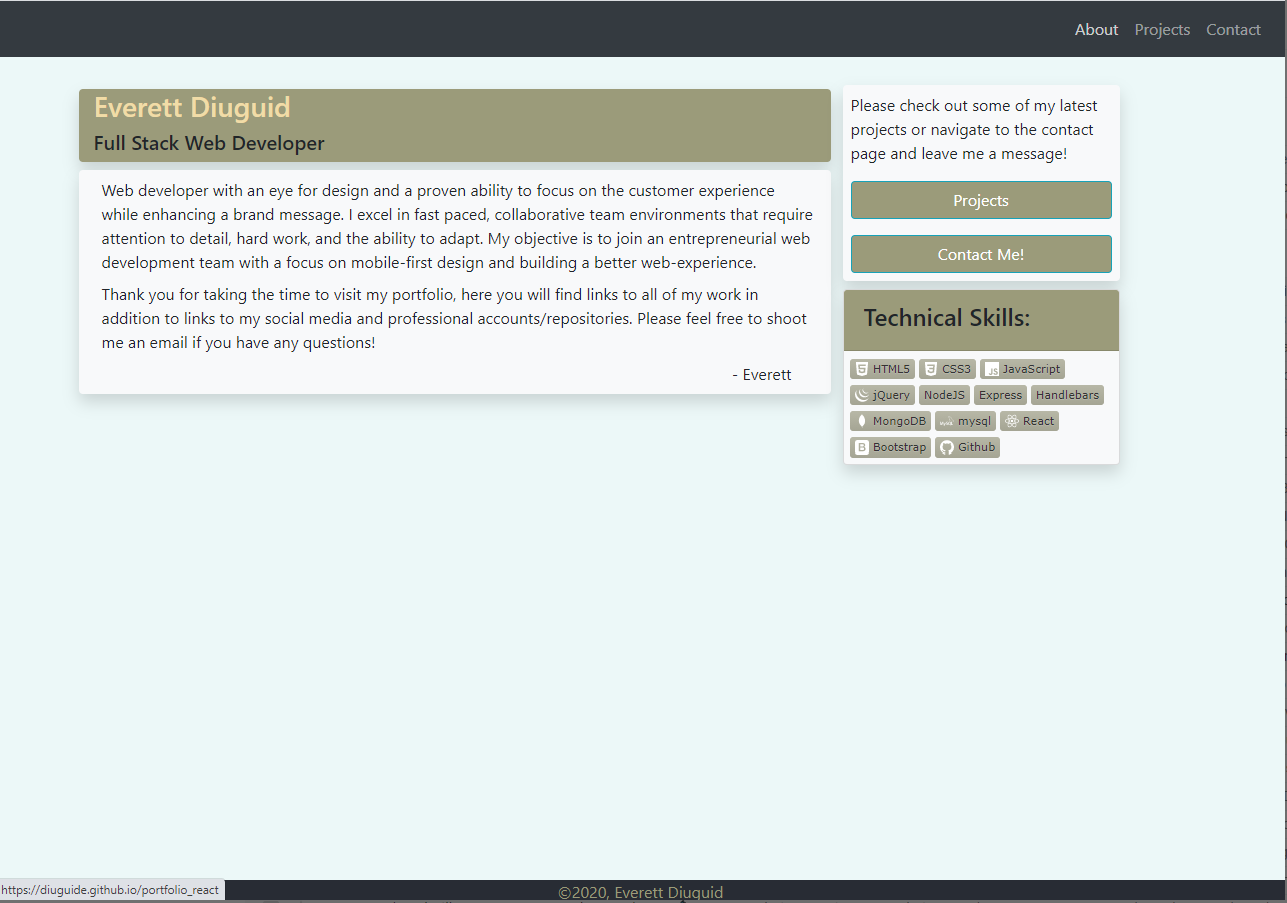 About Projects Contact
Everett Diuguid
Full Stack Web Developer
Web developer with an eye for design and a proven ability to focus on the customer experience
while enhancing a brand message. I excel in fast paced, collaborative team environments that require
attention to detail, hard work, and the ability to adapt. My objective is to join an entrepreneurial web
development team with a focus on mobile-first design and building a better web-experience.
Thank you for taking the time to visit my portfolio, here you will find links to all of my work in
addition to links to my social media and professional accounts/repositories. Please feel free to shoot
me an email if you have any questions!
- Everett
Please check out some of my latest
projects or navigate to the contact
page and leave me a message!
Projects
Contact Me!
Technical Skills:
HTML5 CSS3 JavaScript
jQuery NodeJS Express Handlebars
MongoDB mysql React
Bootstrap Github
https://diuguide.github.io/portfolio_react
©2020, Everett Diuguid